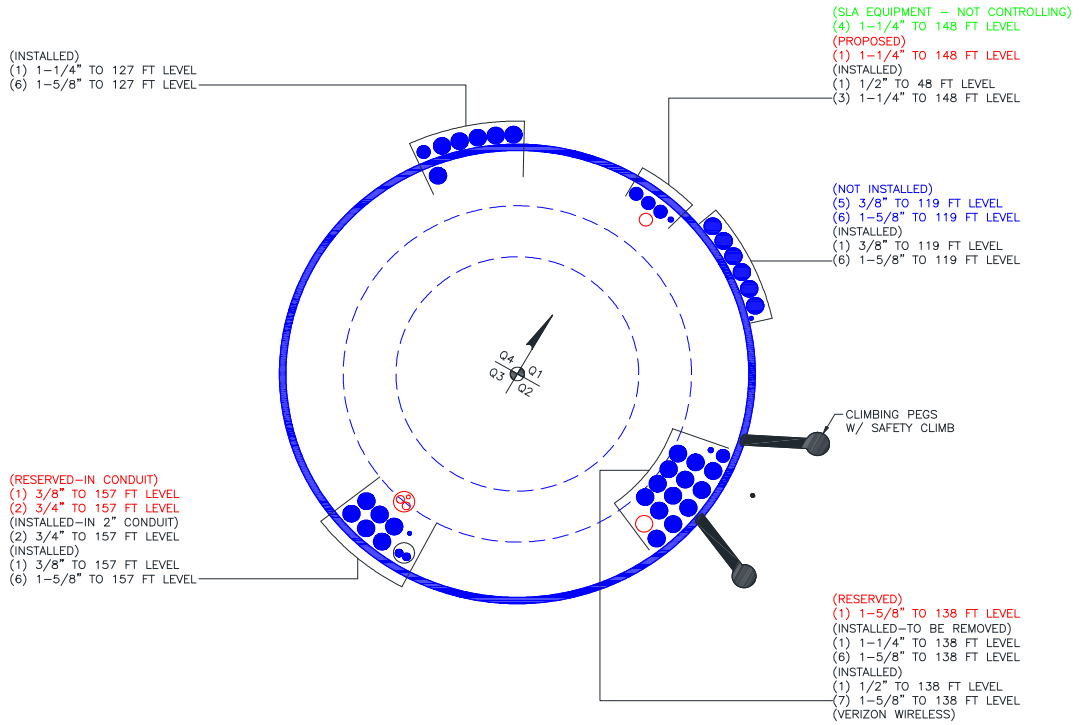 (SLA EQUIPMENT – NOT CONTROLLING)
(4) 1–1/4" TO 148 FT LEVEL
(PROPOSED)
(1) 1–1/4" TO 148 FT LEVEL
(INSTALLED)
(1) 1/2" TO 48 FT LEVEL
(3) 1–1/4" TO 148 FT LEVEL
(INSTALLED)
(1) 1–1/4" TO 127 FT LEVEL
(6) 1–5/8" TO 127 FT LEVEL
(NOT INSTALLED)
(5) 3/8" TO 119 FT LEVEL
(6) 1–5/8" TO 119 FT LEVEL
(INSTALLED)
(1) 3/8" TO 119 FT LEVEL
(6) 1–5/8" TO 119 FT LEVEL
Q4
Q1
Q3
Q2
CLIMBING PEGS
W/ SAFETY CLIMB
(RESERVED–IN CONDUIT)
(1) 3/8" TO 157 FT LEVEL
(2) 3/4" TO 157 FT LEVEL
(INSTALLED–IN 2" CONDUIT)
(2) 3/4" TO 157 FT LEVEL
(INSTALLED)
(1) 3/8" TO 157 FT LEVEL
(6) 1–5/8" TO 157 FT LEVEL
(RESERVED)
(1) 1–5/8" TO 138 FT LEVEL
(INSTALLED–TO BE REMOVED)
(1) 1–1/4" TO 138 FT LEVEL
(6) 1–5/8" TO 138 FT LEVEL
(INSTALLED)
(1) 1/2" TO 138 FT LEVEL
(7) 1–5/8" TO 138 FT LEVEL
(VERIZON WIRELESS)